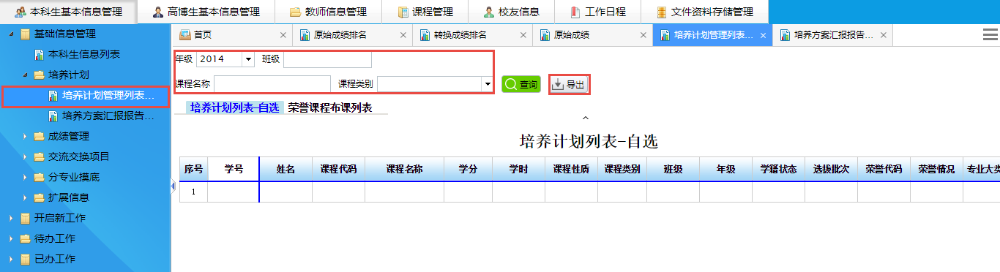 本科生基本信息管理 高博生基本信息管理 教师信息管理 课程管理 校友信息 工作日程 文件资料存储管理
基础信息管理
本科生信息列表
培养计划
培养计划管理列表...
培养方案汇报报告...
成绩管理
交流交换项目
分专业摸底
扩展信息
开启新工作
待办工作
已办工作
首页 原始成绩排名 转换成绩排名 原始成绩 培养计划管理列表... 培养方案汇报报告...
年级 2014 班级
课程名称 课程类别 查询 导出
培养计划列表-自选 荣誉课程布课列表
培养计划列表-自选
序号 学号 姓名 课程代码 课程名称 学分 学时 课程性质 课程类别 班级 年级 学籍状态 选拔批次 荣誉代码 荣誉情况 专业大类
1